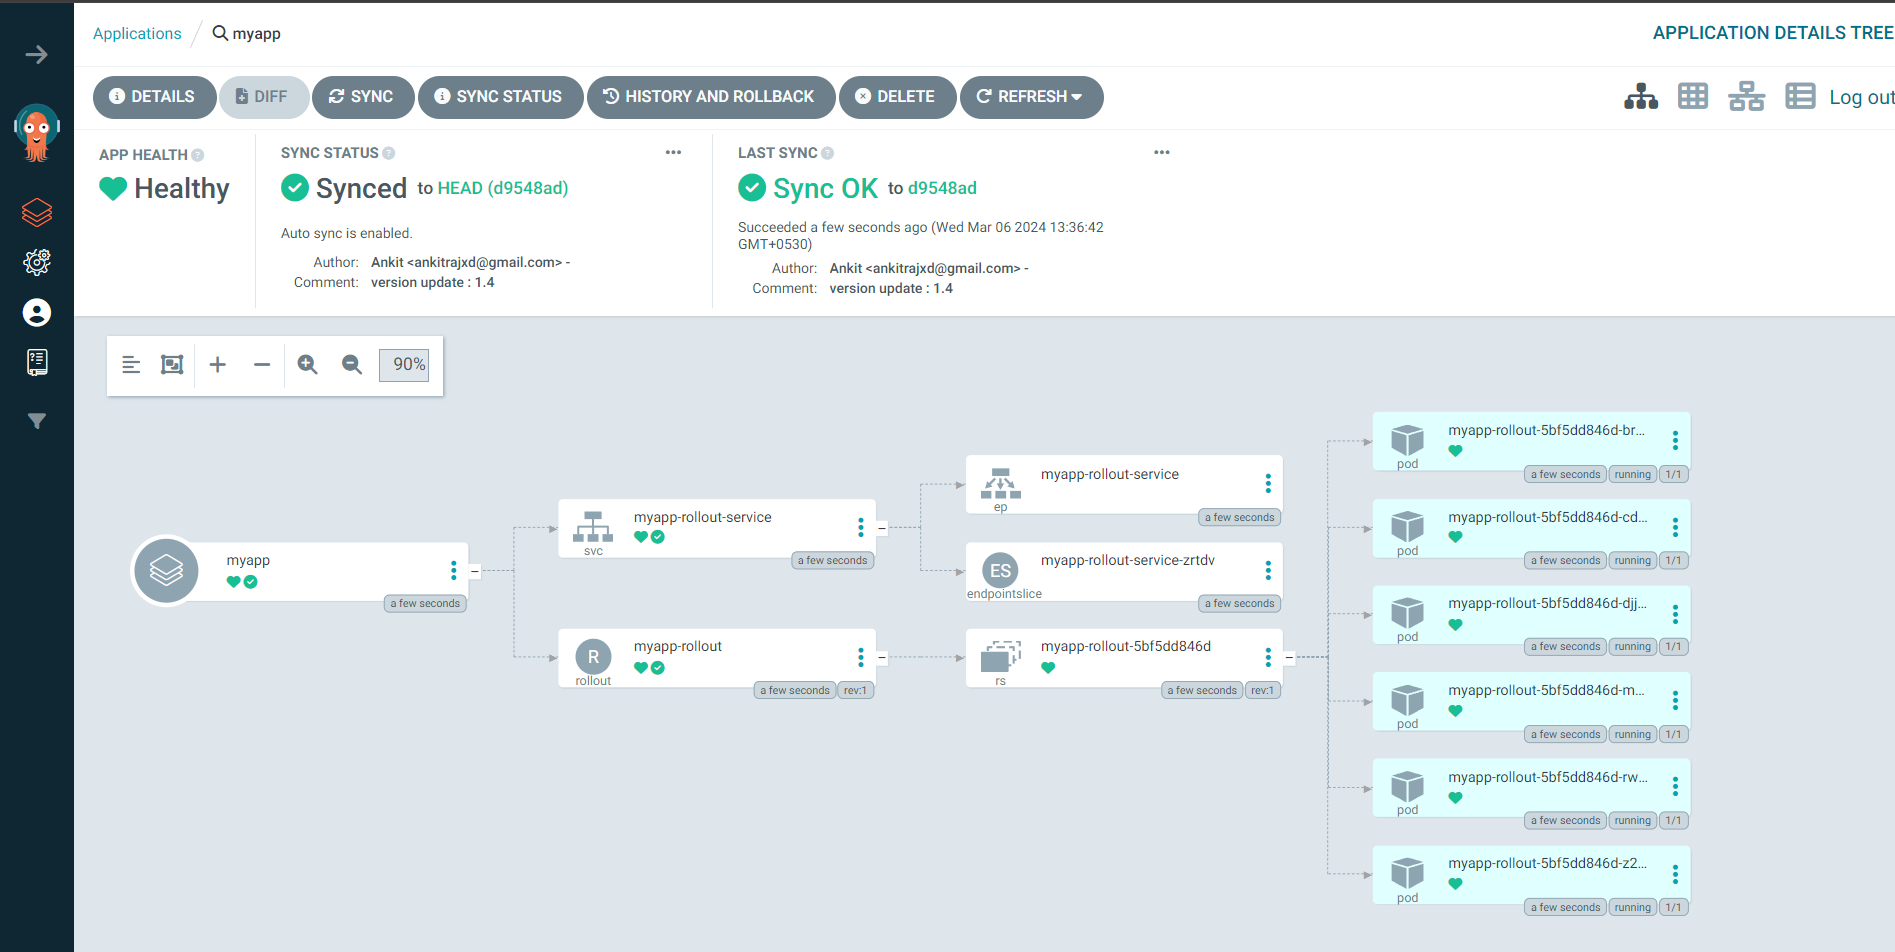 Applications
myapp
APPLICATION DETAILS TREE
DETAILS
DIFF
SYNC
SYNC STATUS
HISTORY AND ROLLBACK
DELETE
REFRESH
Log out
APP HEALTH
Healthy
SYNC STATUS
Synced to HEAD (d9548ad)
Auto sync is enabled.
Author: Ankit <ankitrajxd@gmail.com> -
Comment: version update : 1.4
LAST SYNC
Sync OK to d9548ad
Succeeded a few seconds ago (Wed Mar 06 2024 13:36:42
GMT+0530)
Author: Ankit <ankitrajxd@gmail.com> -
Comment: version update : 1.4
90%
myapp
a few seconds
svc
myapp-rollout-service
a few seconds
R
rollout
myapp-rollout
a few seconds
rev:1
ep
myapp-rollout-service
a few seconds
ES
endpointslice
myapp-rollout-service-zrtdv
a few seconds
rs
myapp-rollout-5bf5dd846d
a few seconds
rev:1
pod
myapp-rollout-5bf5dd846d-br...
a few seconds
running
1/1
pod
myapp-rollout-5bf5dd846d-cd...
a few seconds
running
1/1
pod
myapp-rollout-5bf5dd846d-djj...
a few seconds
running
1/1
pod
myapp-rollout-5bf5dd846d-m...
a few seconds
running
1/1
pod
myapp-rollout-5bf5dd846d-rw...
a few seconds
running
1/1
pod
myapp-rollout-5bf5dd846d-z2...
a few seconds
running
1/1